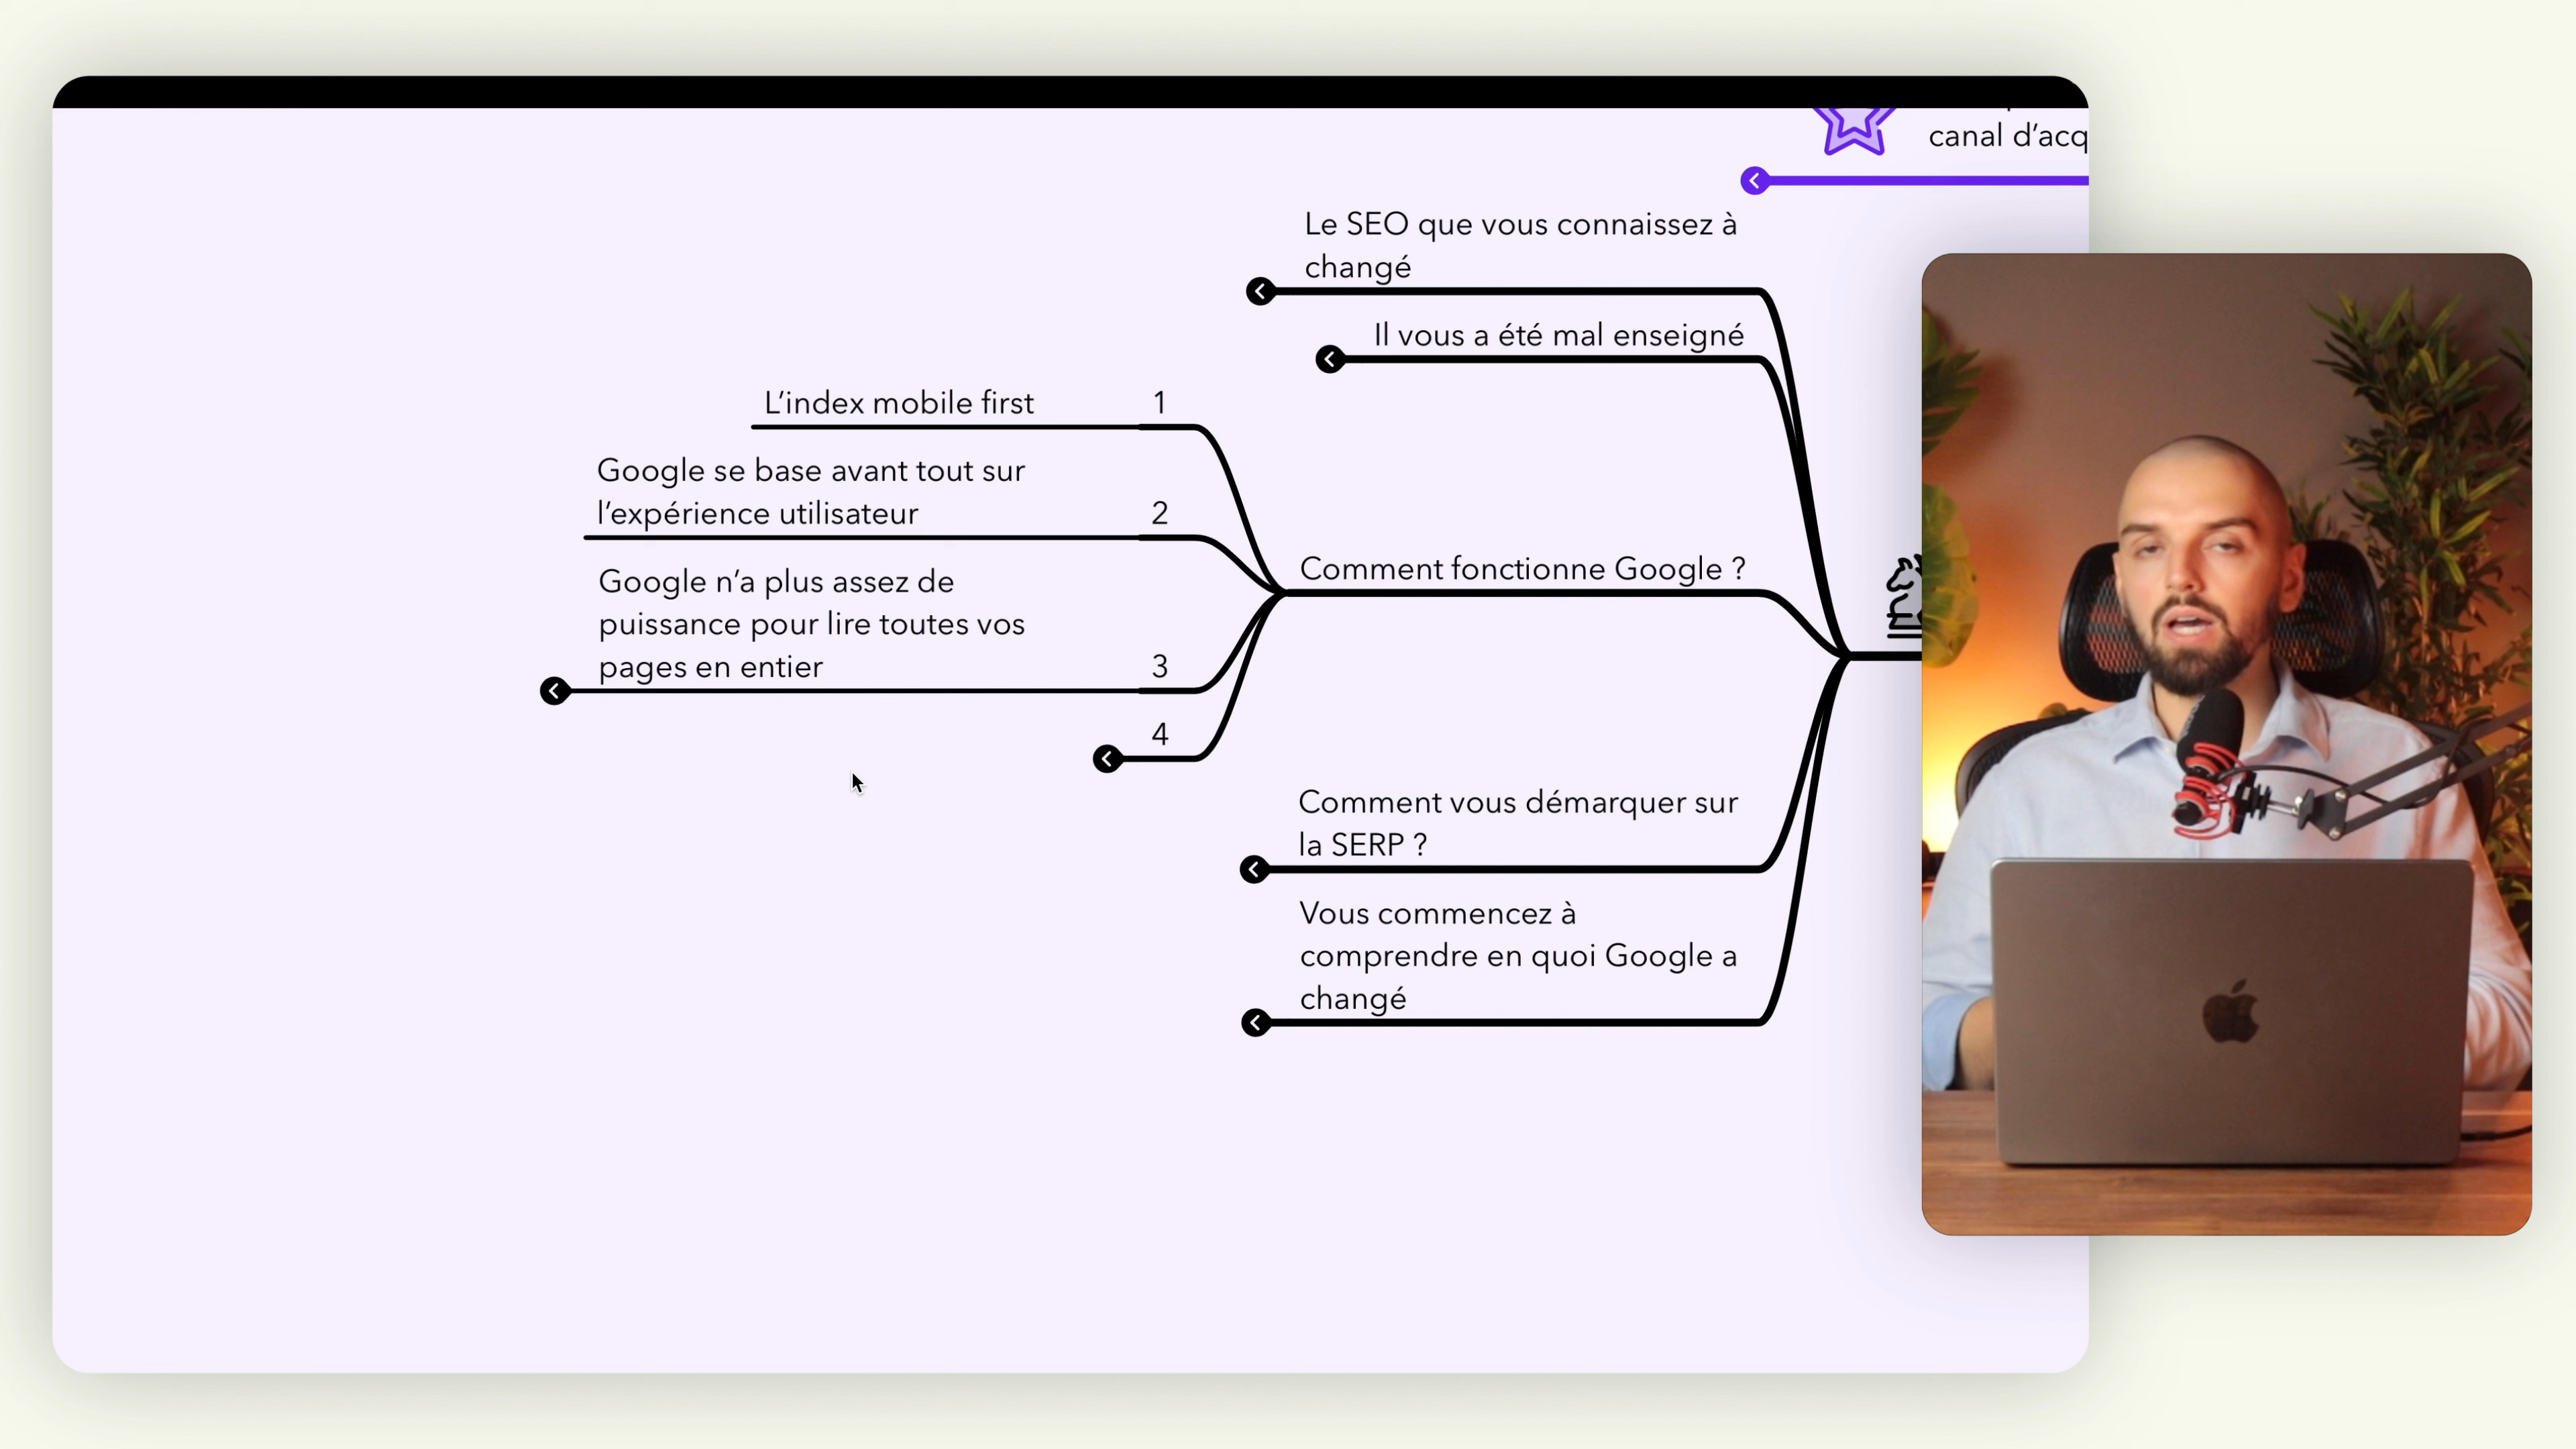 canal d’acq
Le SEO que vous connaissez à
changé
Il vous a été mal enseigné
L’index mobile first
1
Google se base avant tout sur
l’expérience utilisateur
2
Comment fonctionne Google ?
Google n’a plus assez de
puissance pour lire toutes vos
pages en entier
3
4
Comment vous démarquer sur
la SERP ?
Vous commencez à
comprendre en quoi Google a
changé